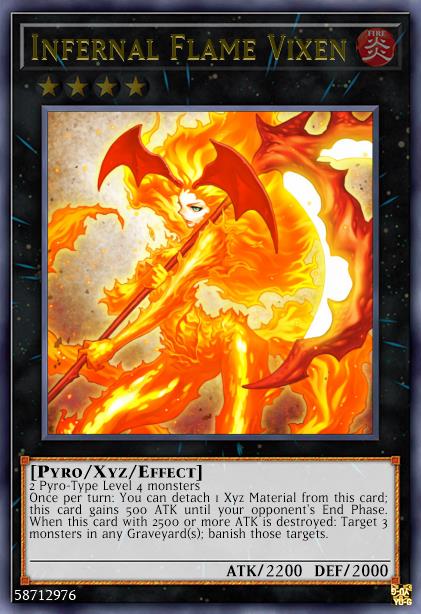 INFERNAL FLAME VIXEN
FIRE
炎
[PYRO/XYZ/EFFECT]
2 Pyro-Type Level 4 monsters
Once per turn: You can detach 1 Xyz Material from this card;
this card gains 500 ATK until your opponent's End Phase.
When this card with 2500 or more ATK is destroyed: Target 3
monsters in any Graveyard(s); banish those targets.
ATK/2200 DEF/2000
58712976